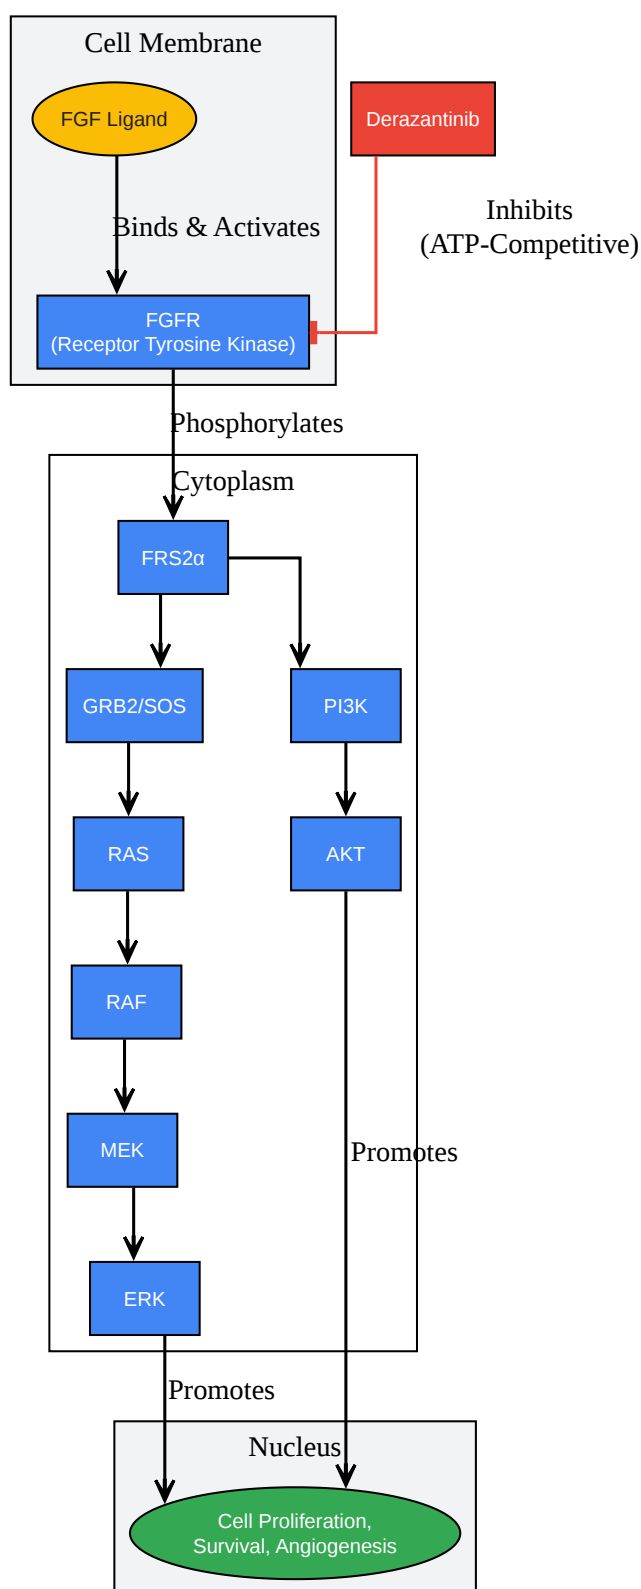 Cell Membrane
FGF Ligand
Derazantinib
Binds & Activates
Inhibits
(ATP-Competitive)
FGFR
(Receptor Tyrosine Kinase)
Phosphorylates
Cytoplasm
FRS2α
GRB2/SOS
PI3K
RAS
AKT
RAF
MEK
Promotes
ERK
Promotes
Nucleus
Cell Proliferation,
Survival, Angiogenesis